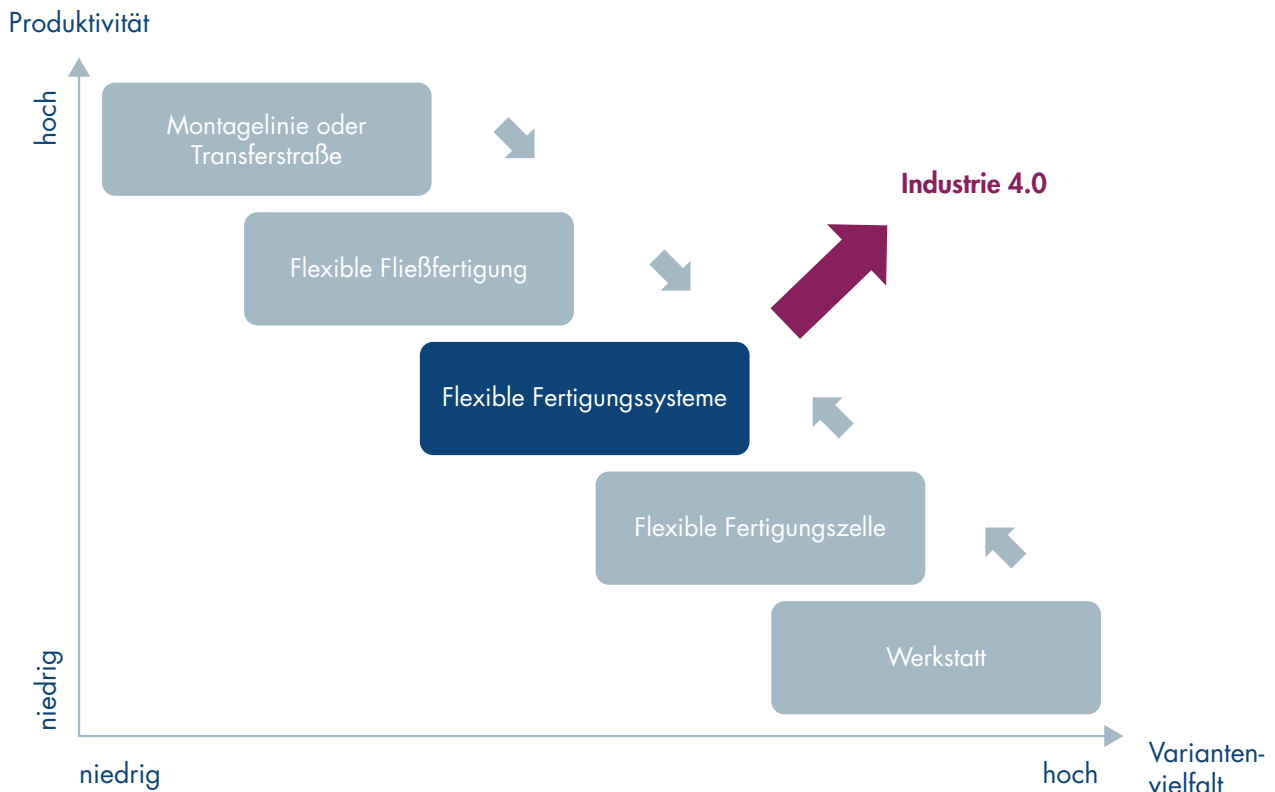 Produktivität
hoch
Montagelinie oder
Transferstraße
Industrie 4.0
Flexible Fließfertigung
Flexible Fertigungssysteme
Flexible Fertigungszelle
Werkstatt
niedrig
niedrig
hoch
Varianten-
vielfalt